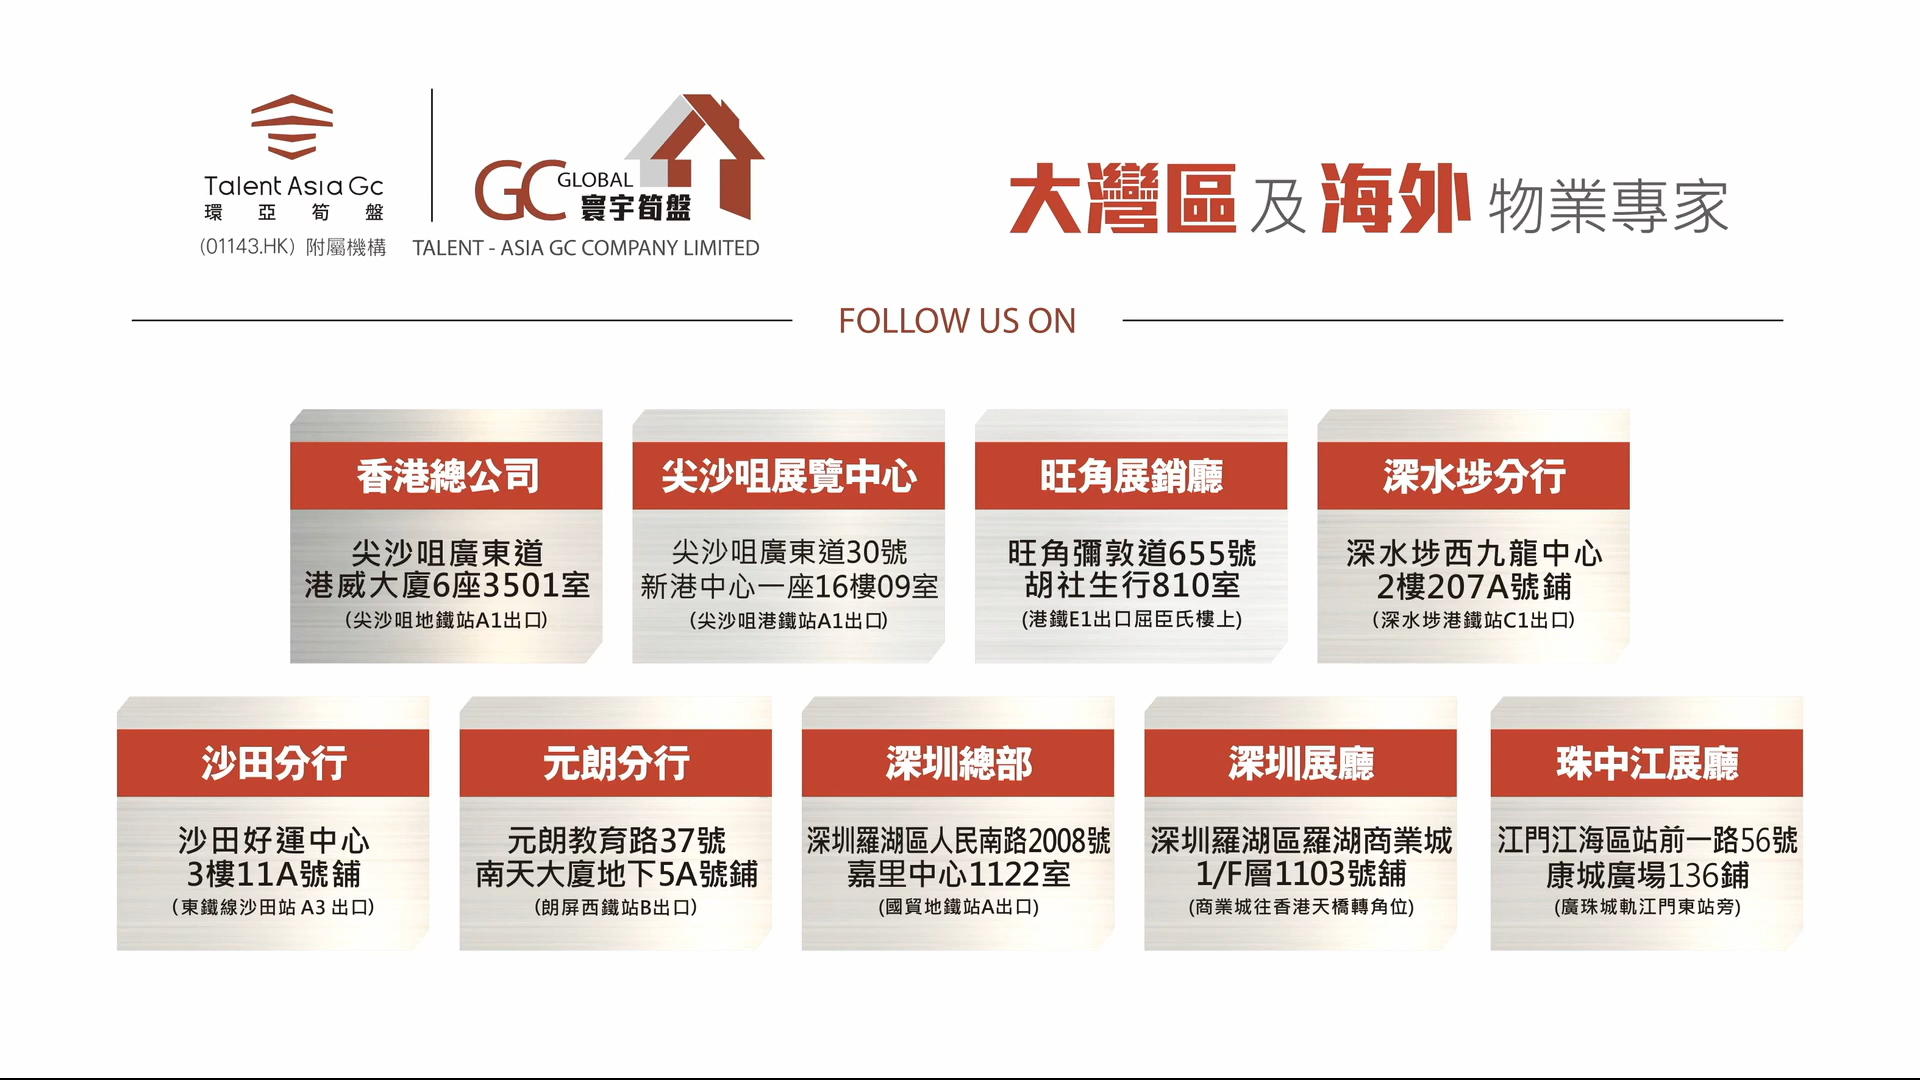 Talent Asia Gc
環亞筍盤
(01143.HK) 附屬機構
GC GLOBAL
寰宇筍盤
TALENT - ASIA GC COMPANY LIMITED
大灣區及海外物業專家
FOLLOW US ON
香港總公司
尖沙咀廣東道
港威大廈6座3501室
(尖沙咀地鐵站A1出口)
尖沙咀展覽中心
尖沙咀廣東道30號
新港中心一座16樓09室
(尖沙咀港鐵站A1出口)
旺角展銷廳
旺角彌敦道655號
胡社生行810室
(港鐵E1出口屈臣氏樓上)
深水埗分行
深水埗西九龍中心
2樓207A號鋪
(深水埗港鐵站C1出口)
沙田分行
沙田好運中心
3樓11A號舖
(東鐵線沙田站 A3 出口)
元朗分行
元朗教育路37號
南天大廈地下5A號鋪
(朗屏西鐵站B出口)
深圳總部
深圳羅湖區人民南路2008號
嘉里中心1122室
(國貿地鐵站A出口)
深圳展廳
深圳羅湖區羅湖商業城
1/F層1103號舖
(商業城往香港天橋轉角位)
珠中江展廳
江門江海區站前一路56號
康城廣場136鋪
(廣珠城軌江門東站旁)